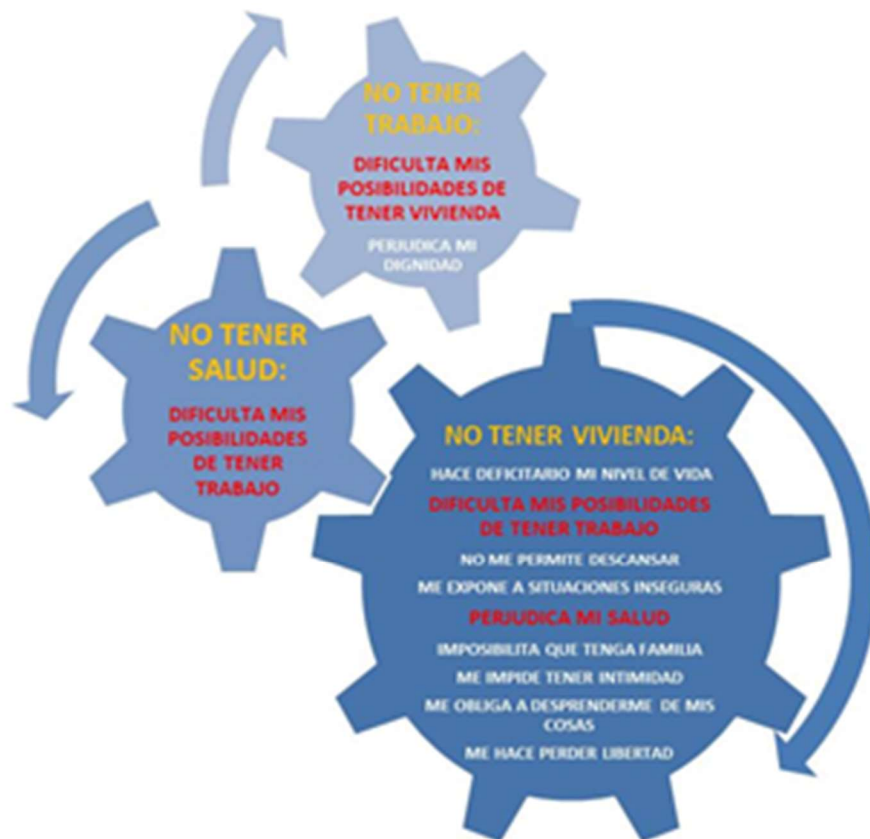 NO TENER
TRABAJO:
DIFICULTA MIS
POSIBILIDADES DE
TENER VIVIENDA
PERJUDICA MI
DIGNIDAD
NO TENER
SALUD:
DIFICULTA MIS
POSIBILIDADES
DE TENER
TRABAJO
NO TENER VIVIENDA:
HACE DEFICITARIO MI NIVEL DE VIDA
DIFICULTA MIS POSIBILIDADES
DE TENER TRABAJO
NO ME PERMITE DESCANSAR
ME EXPONE A SITUACIONES INSEGURAS
PERJUDICA MI SALUD
IMPOSIBILITA QUE TENGA FAMILIA
ME IMPIDE TENER INTIMIDAD
ME OBLIGA A DESPRENDERME DE MIS
COSAS
ME HACE PERDER LIBERTAD